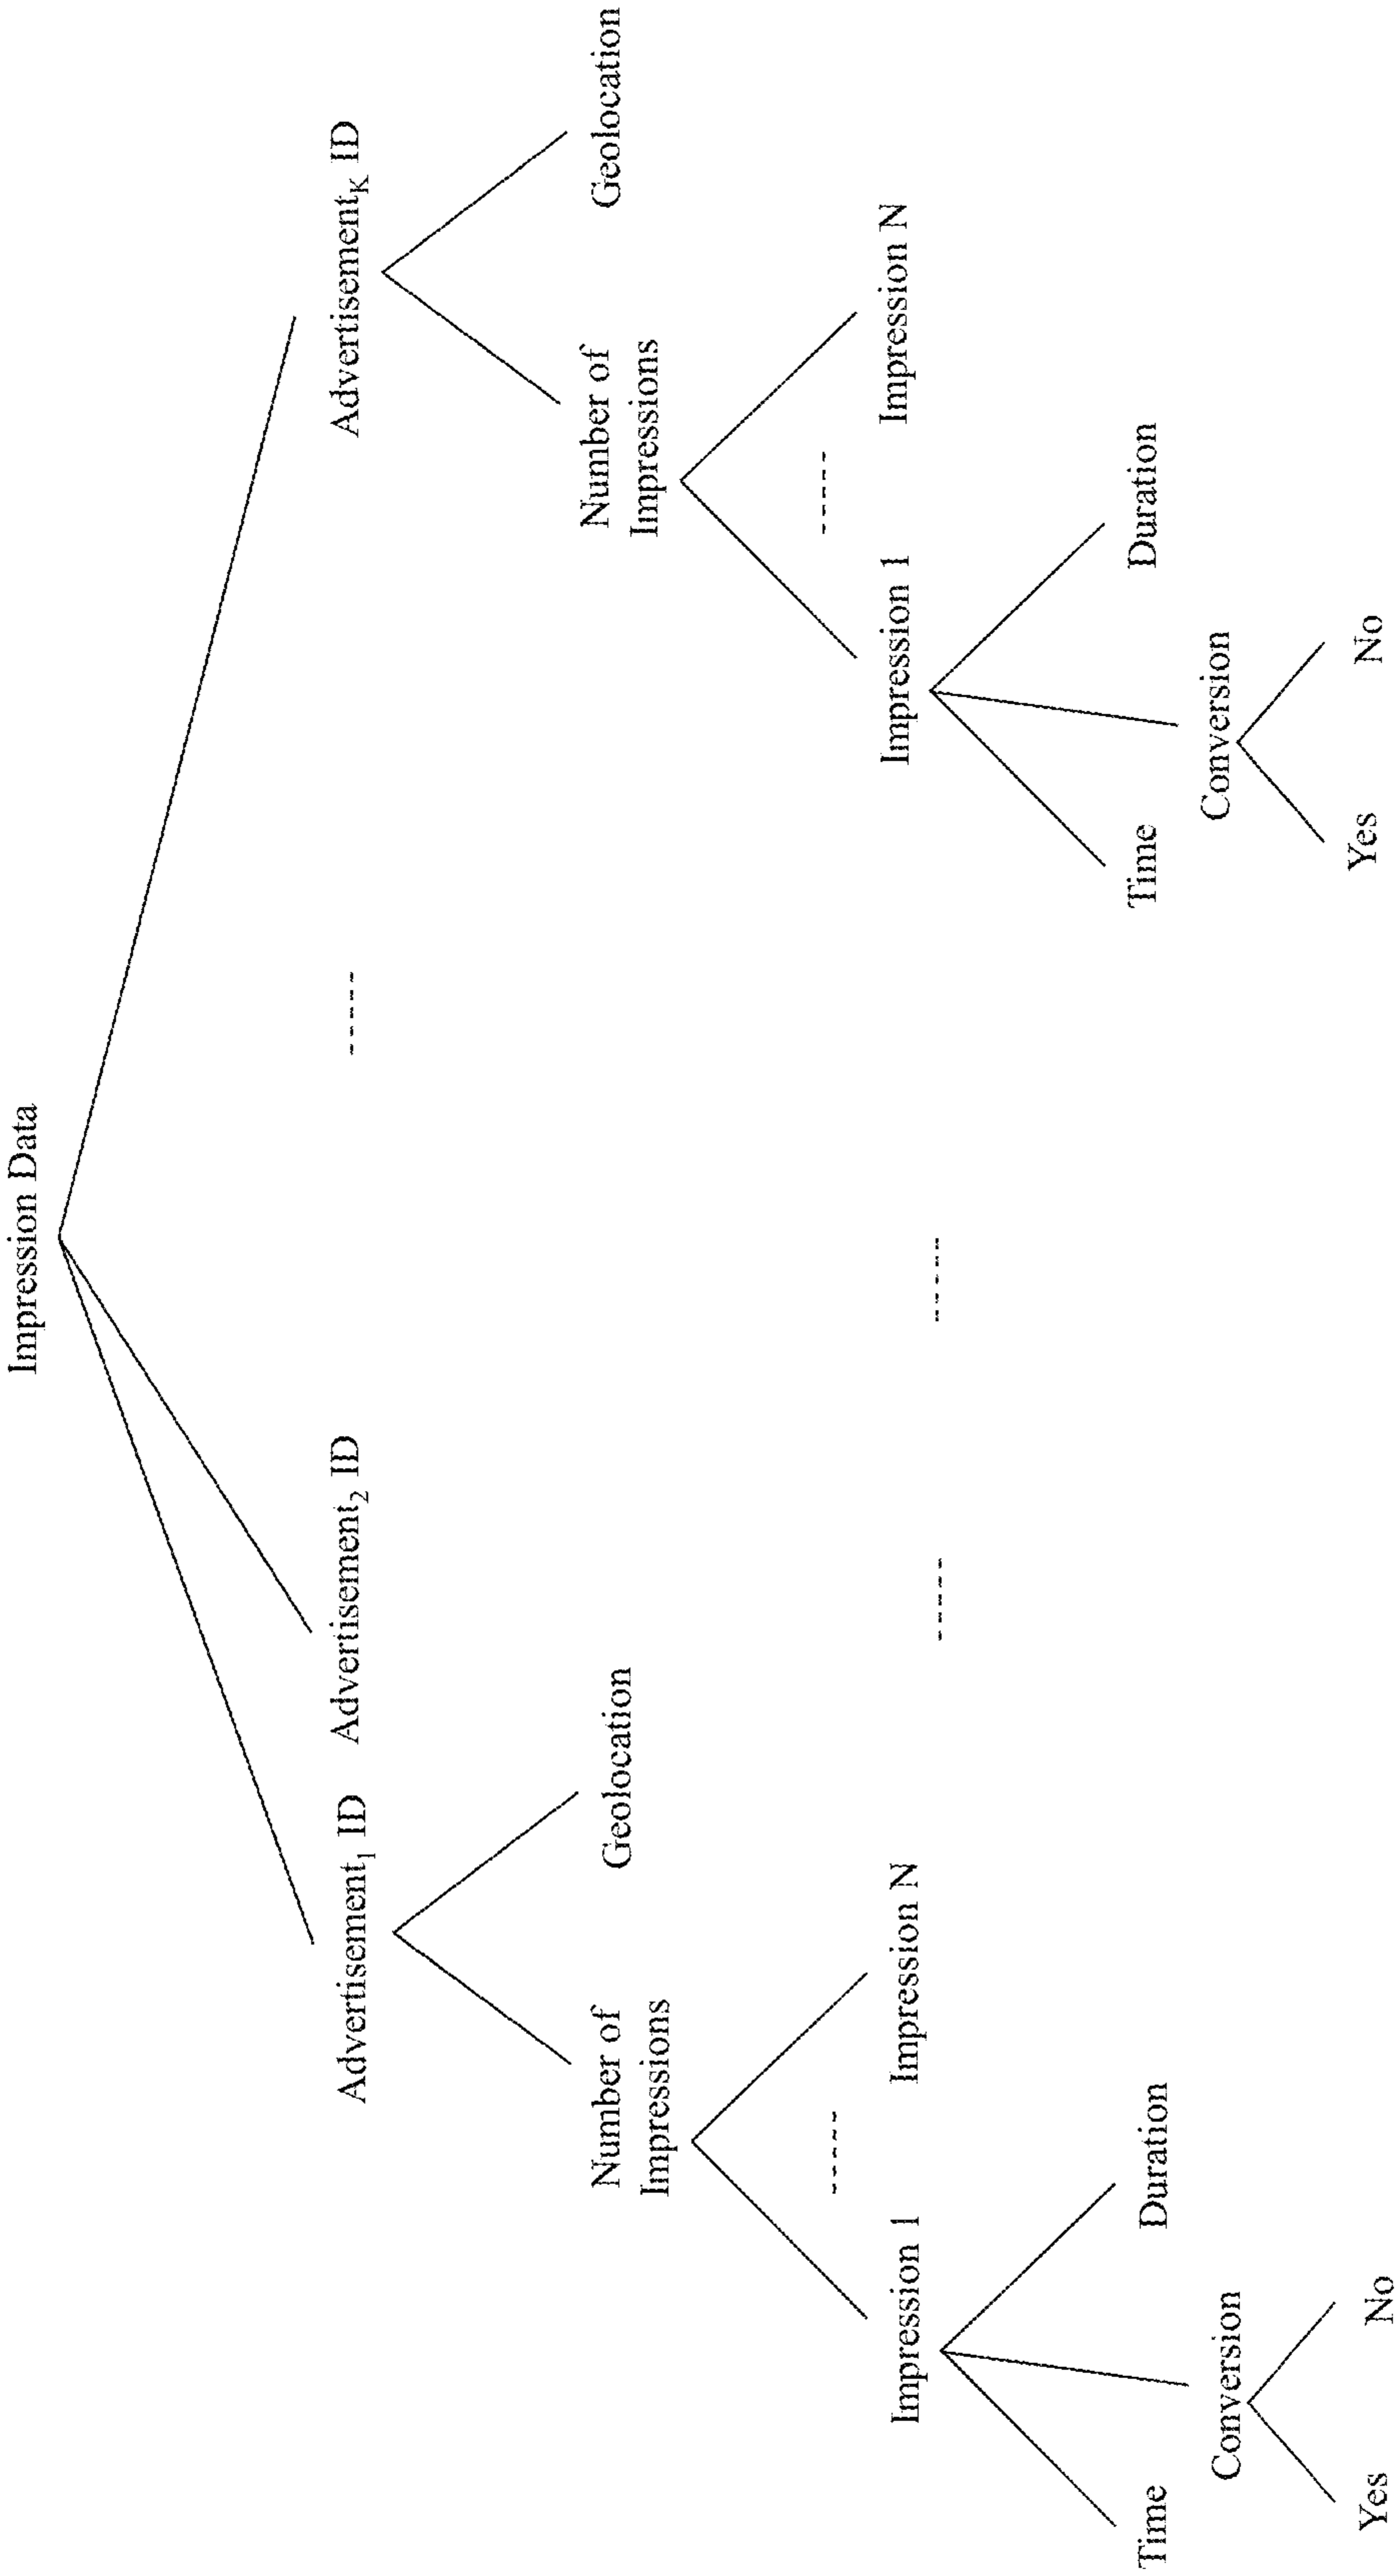 Impression Data
Advertisement₁ ID
Advertisement₂ ID
-----
Advertisement_K ID
Number of
Impressions
Geolocation
Number of
Impressions
Geolocation
Impression 1
-----
Impression N
-----
-----
Impression 1
-----
Impression N
Time
Conversion
Duration
Time
Conversion
Duration
Yes
No
Yes
No